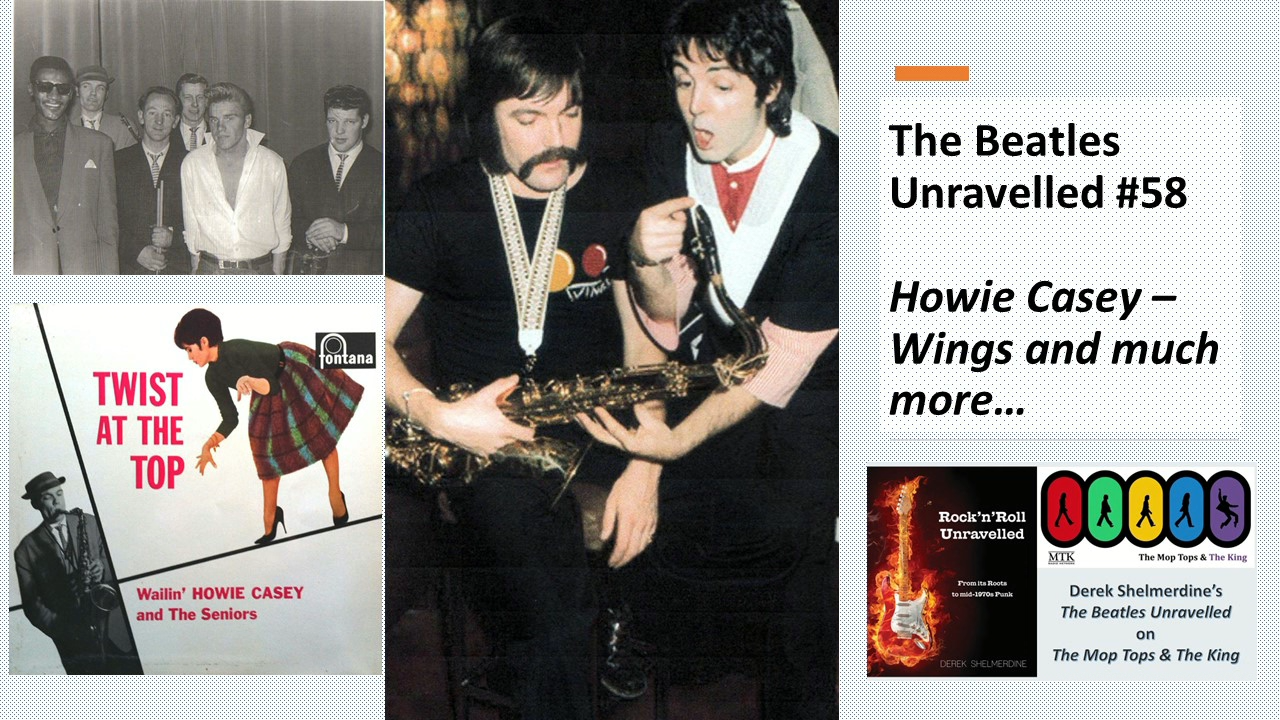 The Beatles
Unravelled #58
Howie Casey –
Wings and much
more...
fontana
TWIST
AT THE
TOP
Wailin' HOWIE CASEY
and The Seniors
WINGS
Rock'n'Roll
Unravelled
From its Roots
to mid-1970s Punk
DEREK SHELMERDINE
MTK
The Mop Tops & The King
Derek Shelmerdine's
The Beatles Unravelled
on
The Mop Tops & The King